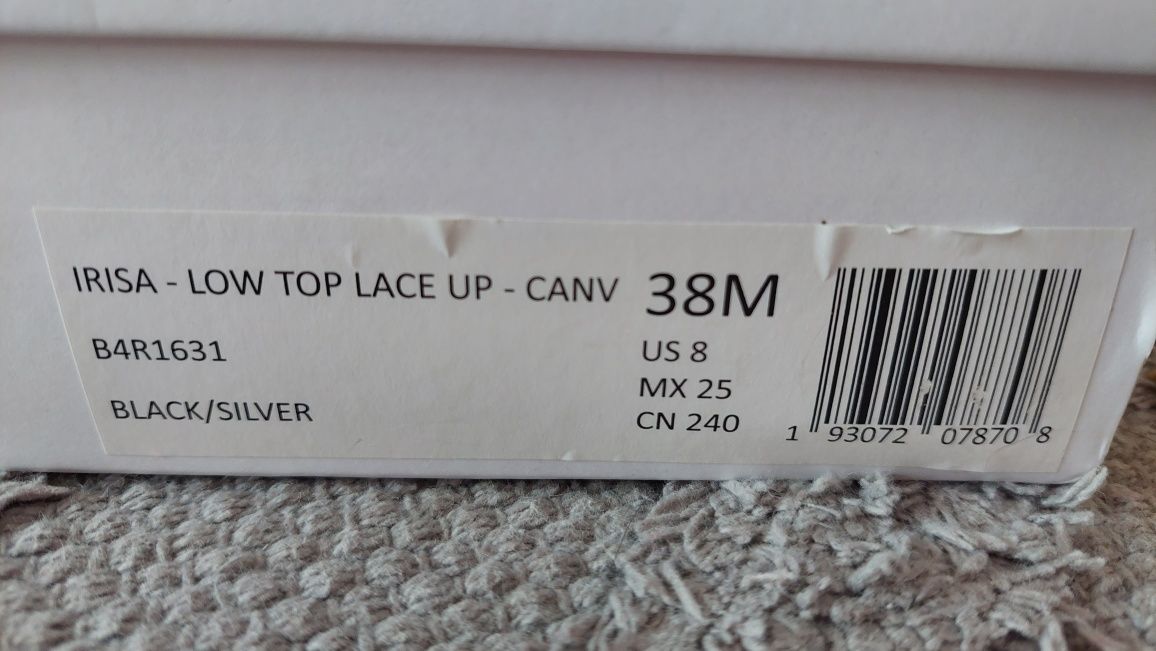 IRISA - LOW TOP LACE UP - CANV 38M
B4R1631 US 8
MX 25
BLACK/SILVER CN 240
1 93072 07870 8